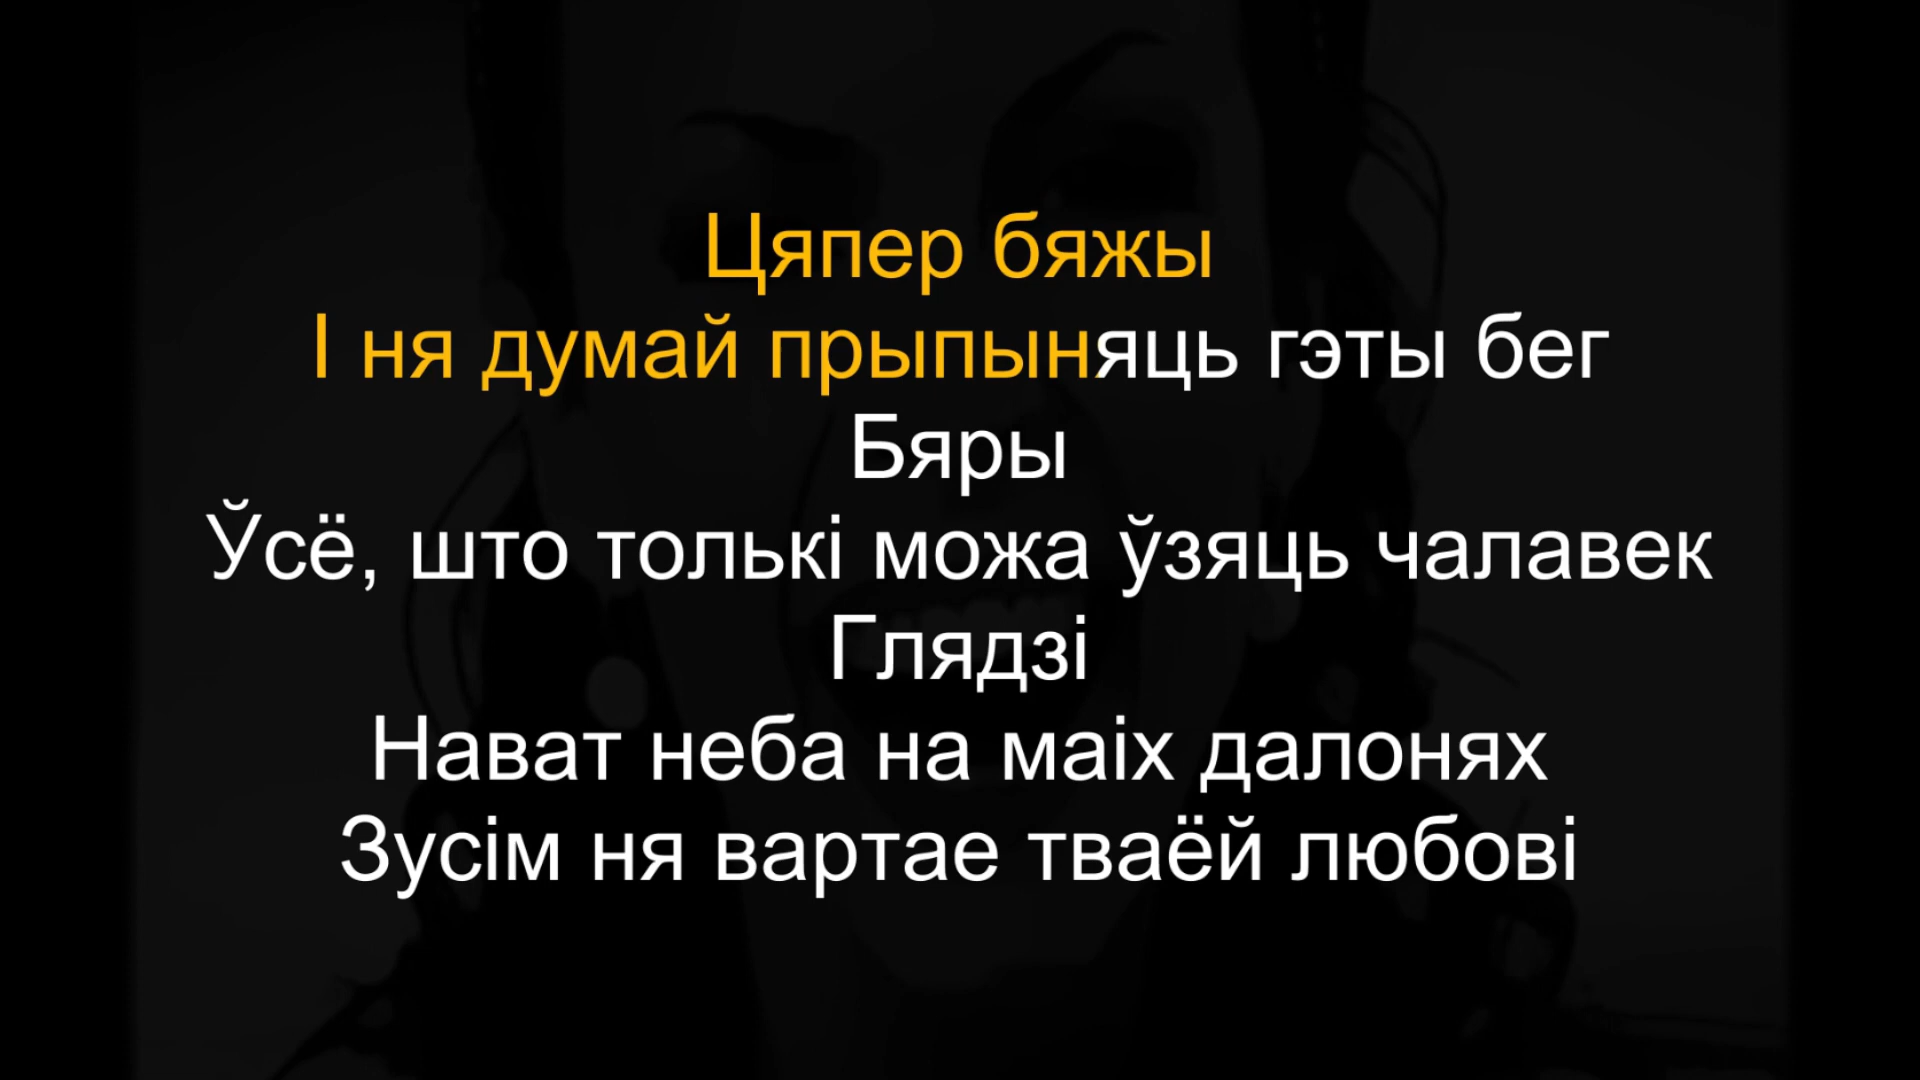 Цяпер бяжы
І ня думай прыпыняць гэты бег
Бяры
Ўсё, што толькі можа ўзяць чалавек
Глядзі
Нават неба на маіх далонях
Зусім ня вартае тваёй любові